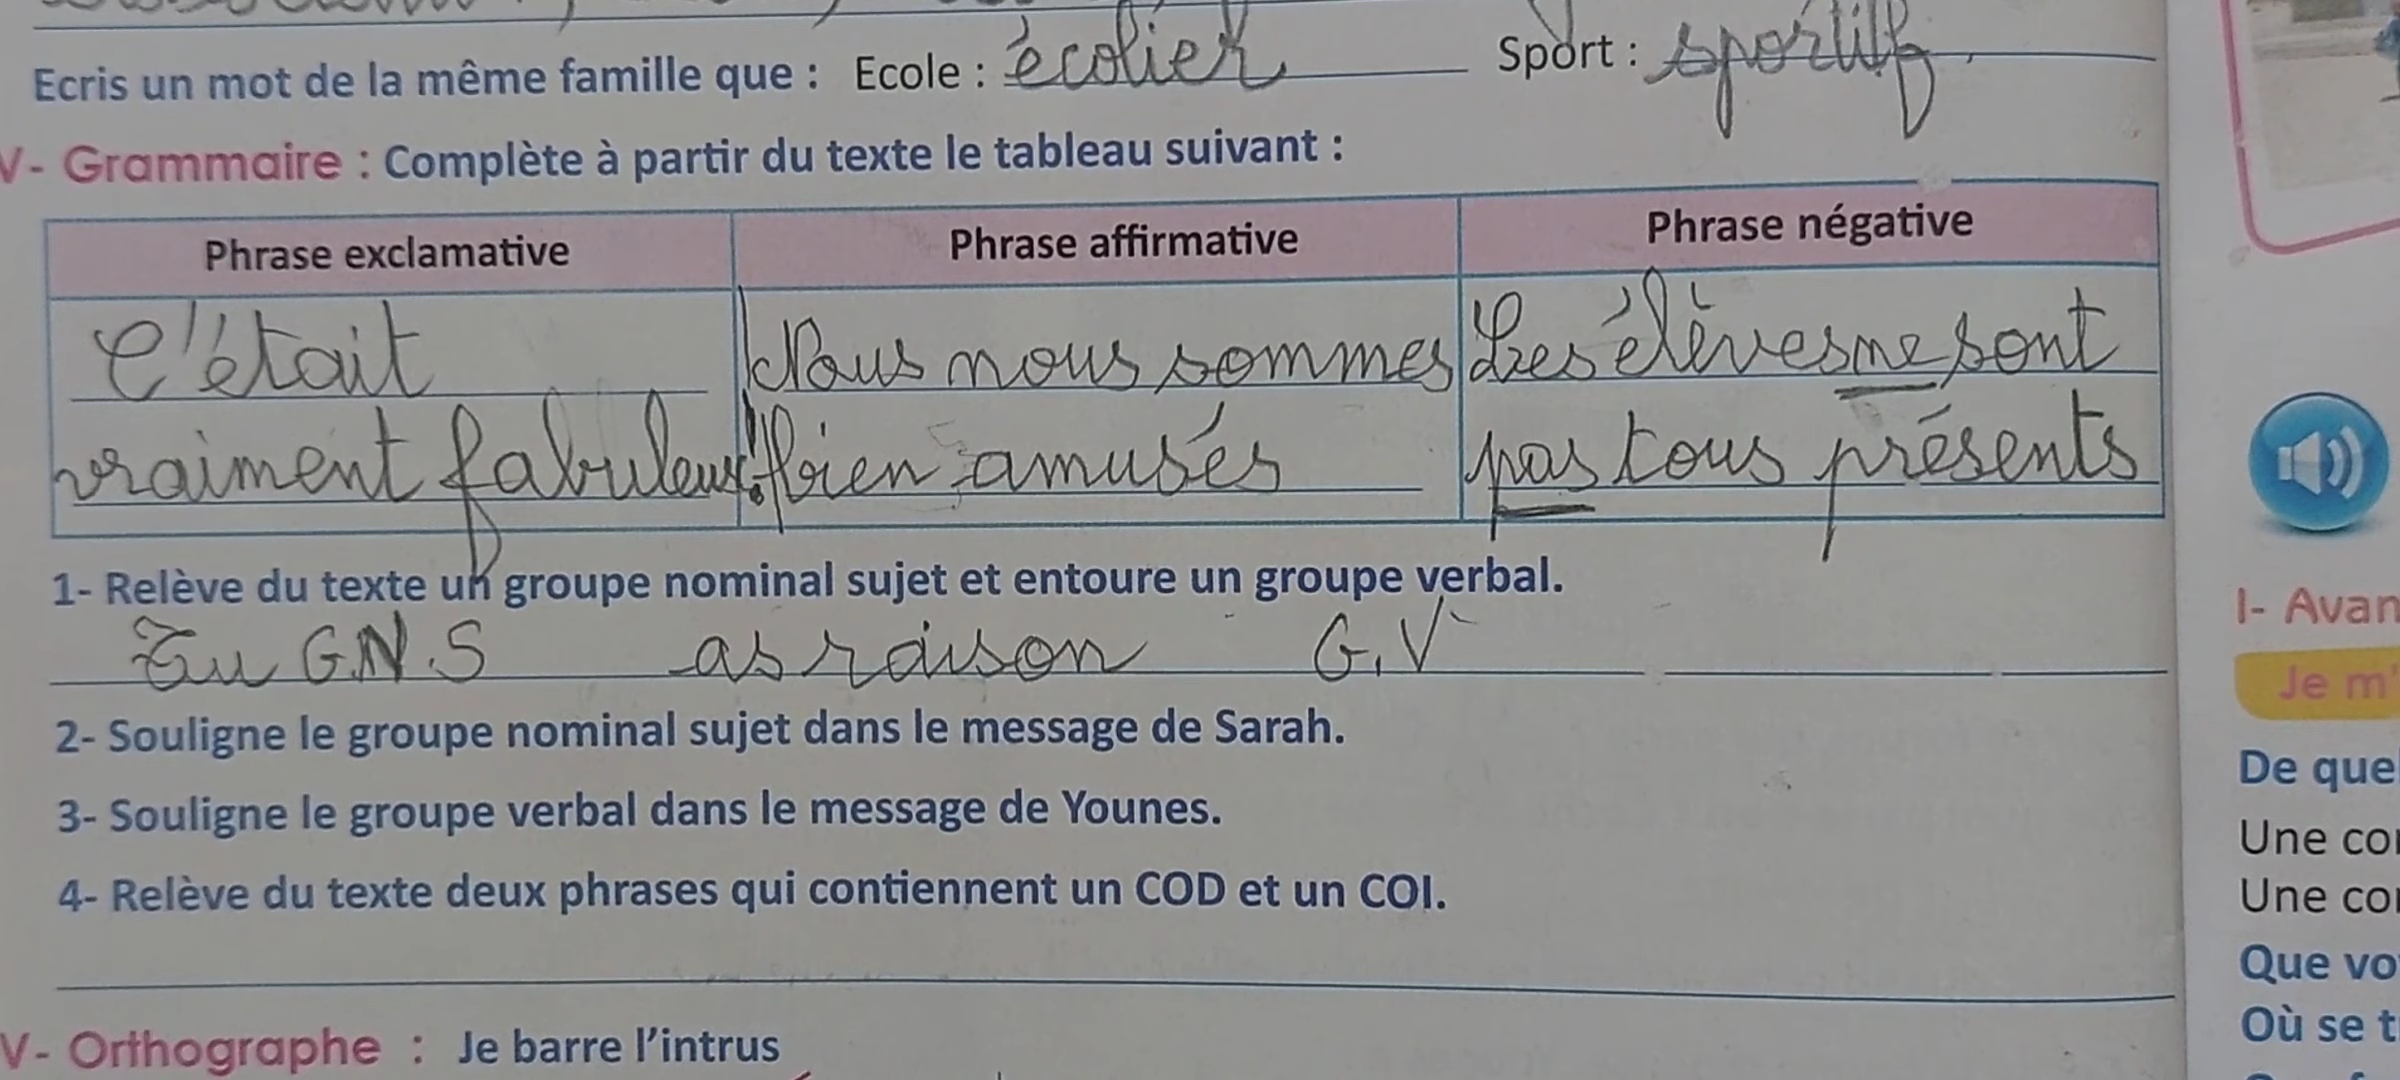 Ecris un mot de la même famille que : Ecole : écolier Sport : sportif
V- Grammaire : Complète à partir du texte le tableau suivant :
Phrase exclamative Phrase affirmative Phrase négative
C'était Nous nous sommes Les élèves ne sont
vraiment fabuleux! bien amusés pas tous présents
1- Relève du texte un groupe nominal sujet et entoure un groupe verbal.
Tu G.N.S as raison G.V
2- Souligne le groupe nominal sujet dans le message de Sarah.
3- Souligne le groupe verbal dans le message de Younes.
4- Relève du texte deux phrases qui contiennent un COD et un COI.
V- Orthographe : Je barre l'intrus
I- Avan
Je m'
De que
Une co
Une co
Que vo
Où se t